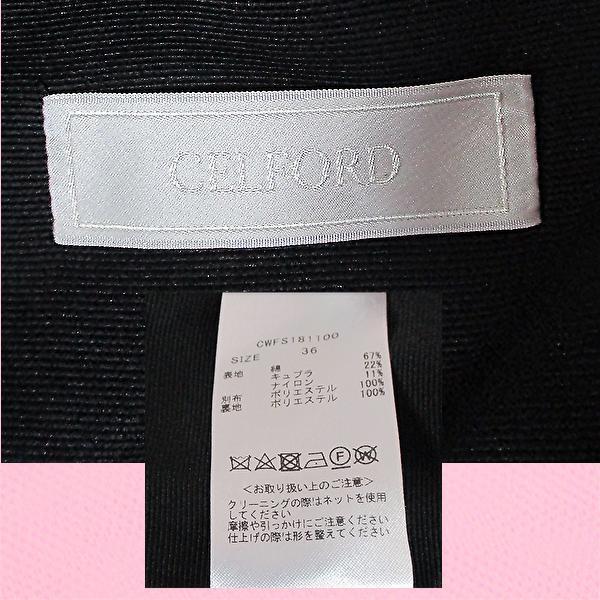 CELFORD
CWFS181100
SIZE 36
表地 綿 67%
キュプラ 22%
ナイロン 11%
別布 ポリエステル 100%
裏地 ポリエステル 100%
F W
<お取り扱い上のご注意>
クリーニングの際はネットを使用
してください
摩擦や引っかけにご注意ください
仕上げの際は形を整えてください